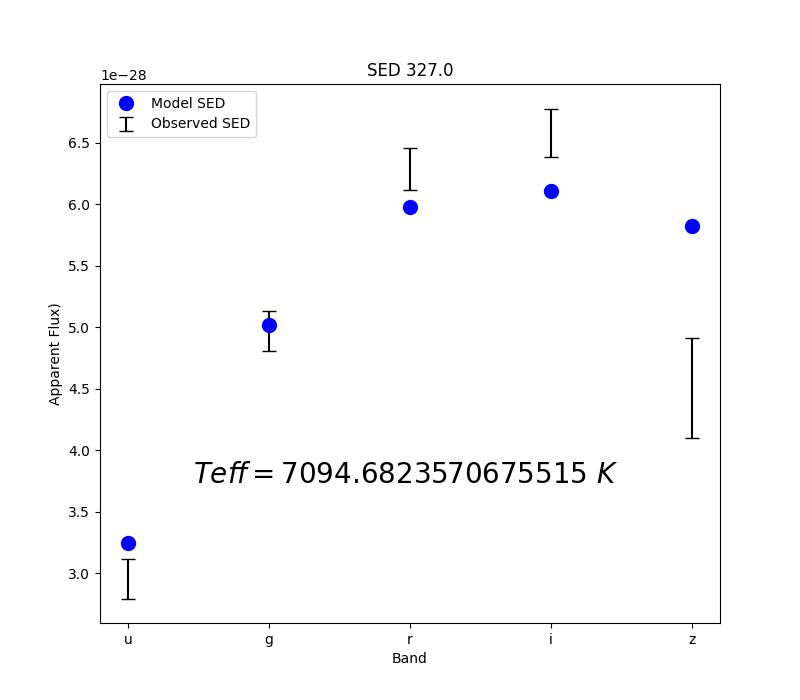 SED 327.0
1e−28
Model SED
Observed SED
6.5
6.0
5.5
5.0
4.5
4.0
3.5
3.0
Apparent Flux)
Teff = 7094.6823570675515 K
u g r i z
Band